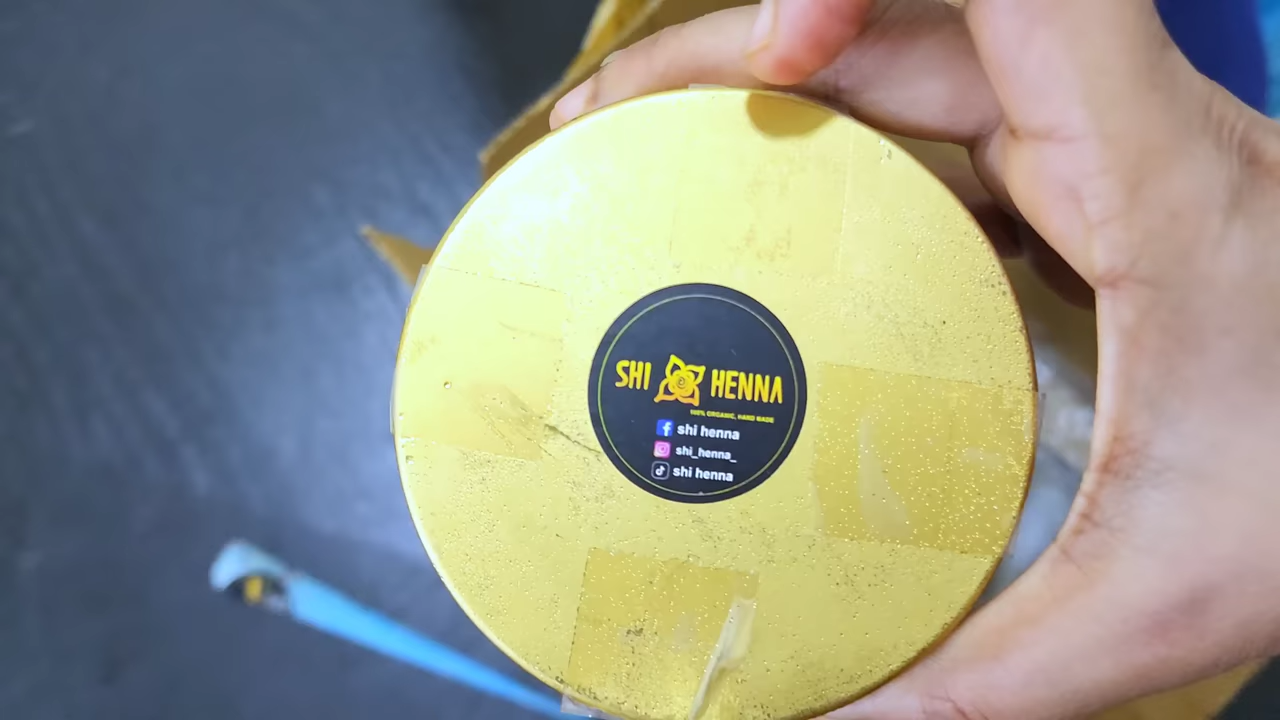 SHI HENNA
100% ORGANIC, HAND MADE
shi henna
shi_henna_
shi henna